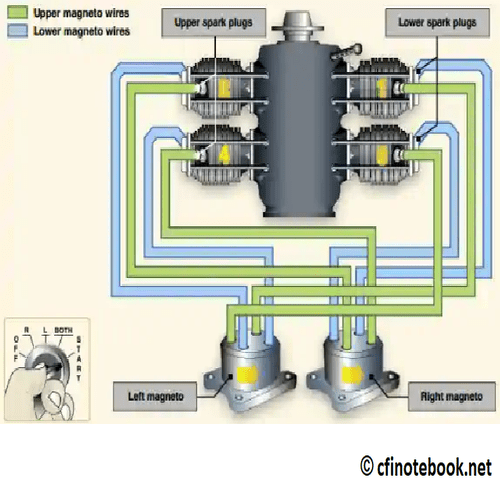 Upper magneto wires
Lower magneto wires
Upper spark plugs
Lower spark plugs
1
4
OFF
R
L
BOTH
START
Left magneto
Right magneto
© cfinotebook.net